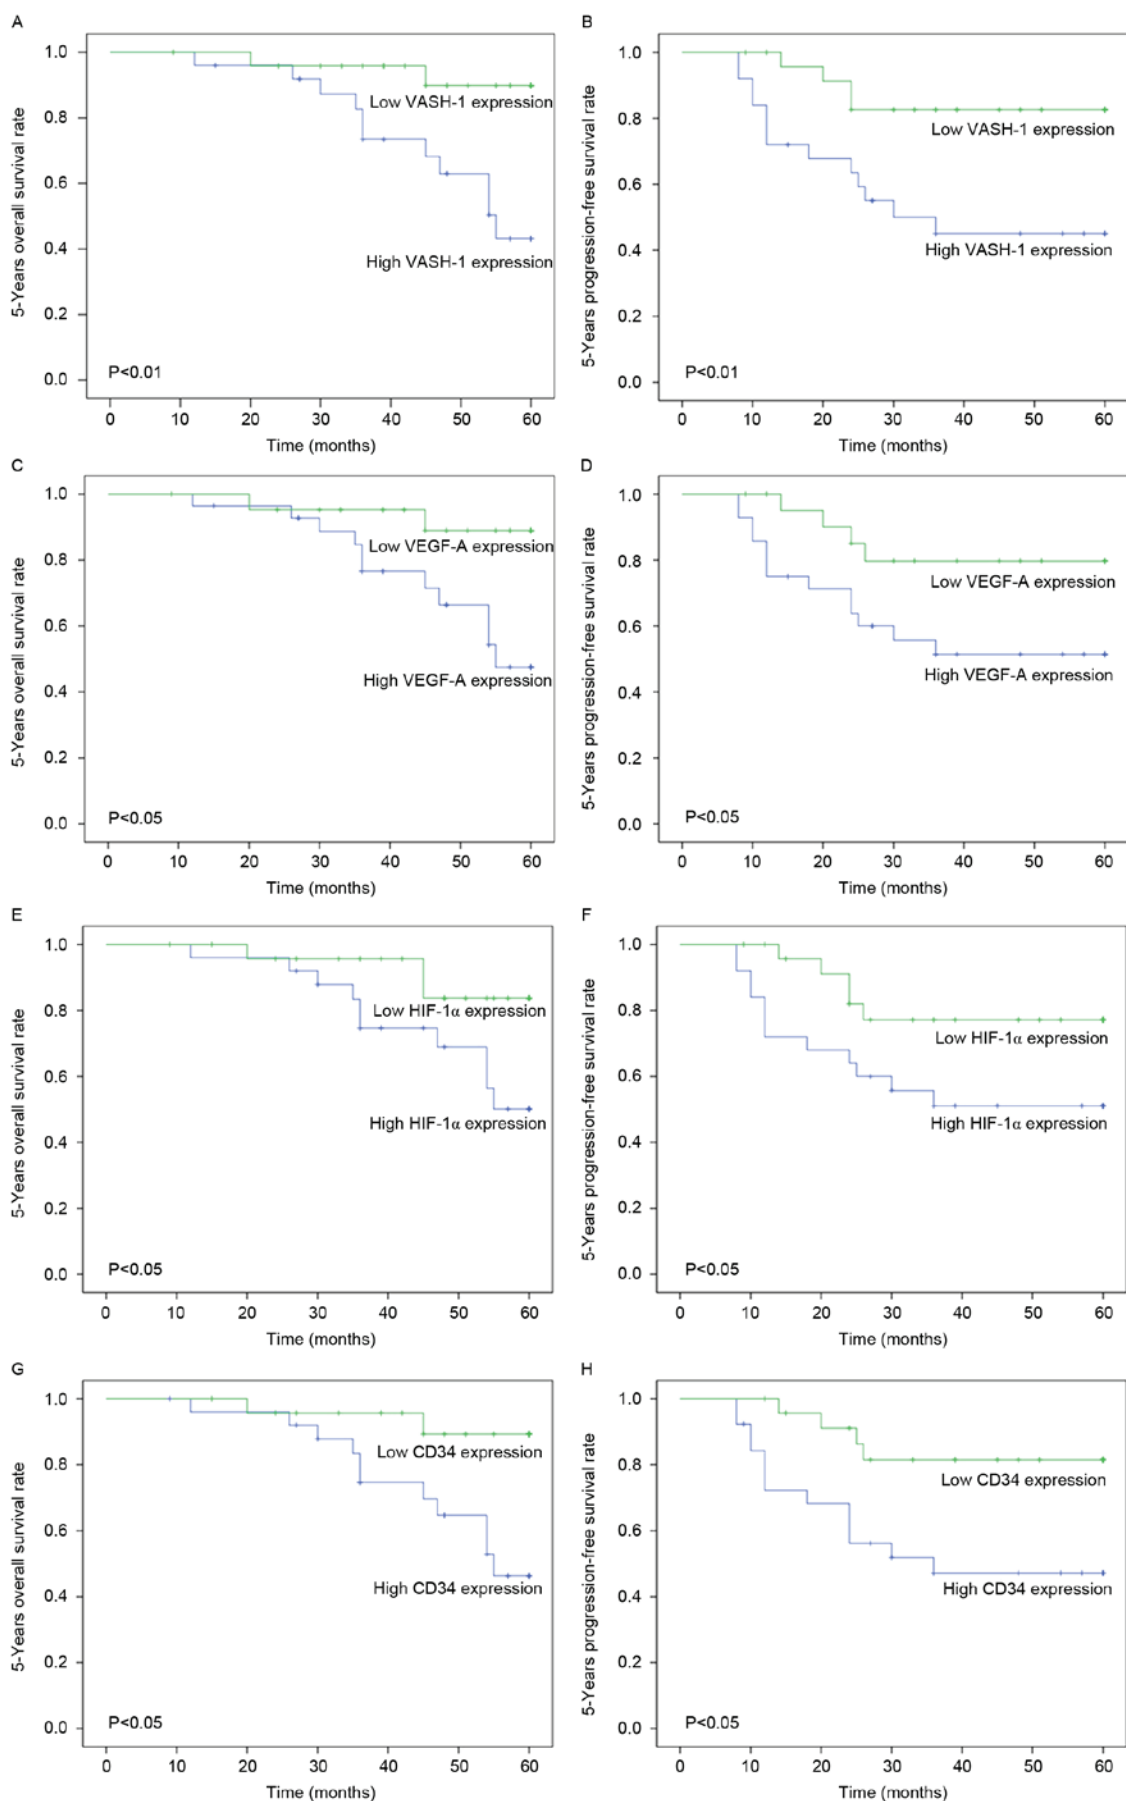 A
5-Years overall survival rate
1.0
0.8
0.6
0.4
0.2
0.0
Low VASH-1 expression
High VASH-1 expression
P<0.01
0 10 20 30 40 50 60
Time (months)
B
5-Years progression-free survival rate
1.0
0.8
0.6
0.4
0.2
0.0
Low VASH-1 expression
High VASH-1 expression
P<0.01
0 10 20 30 40 50 60
Time (months)
C
5-Years overall survival rate
1.0
0.8
0.6
0.4
0.2
0.0
Low VEGF-A expression
High VEGF-A expression
P<0.05
0 10 20 30 40 50 60
Time (months)
D
5-Years progression-free survival rate
1.0
0.8
0.6
0.4
0.2
0.0
Low VEGF-A expression
High VEGF-A expression
P<0.05
0 10 20 30 40 50 60
Time (months)
E
5-Years overall survival rate
1.0
0.8
0.6
0.4
0.2
0.0
Low HIF-1α expression
High HIF-1α expression
P<0.05
0 10 20 30 40 50 60
Time (months)
F
5-Years progression-free survival rate
1.0
0.8
0.6
0.4
0.2
0.0
Low HIF-1α expression
High HIF-1α expression
P<0.05
0 10 20 30 40 50 60
Time (months)
G
5-Years overall survival rate
1.0
0.8
0.6
0.4
0.2
0.0
Low CD34 expression
High CD34 expression
P<0.05
0 10 20 30 40 50 60
Time (months)
H
5-Years progression-free survival rate
1.0
0.8
0.6
0.4
0.2
0.0
Low CD34 expression
High CD34 expression
P<0.05
0 10 20 30 40 50 60
Time (months)